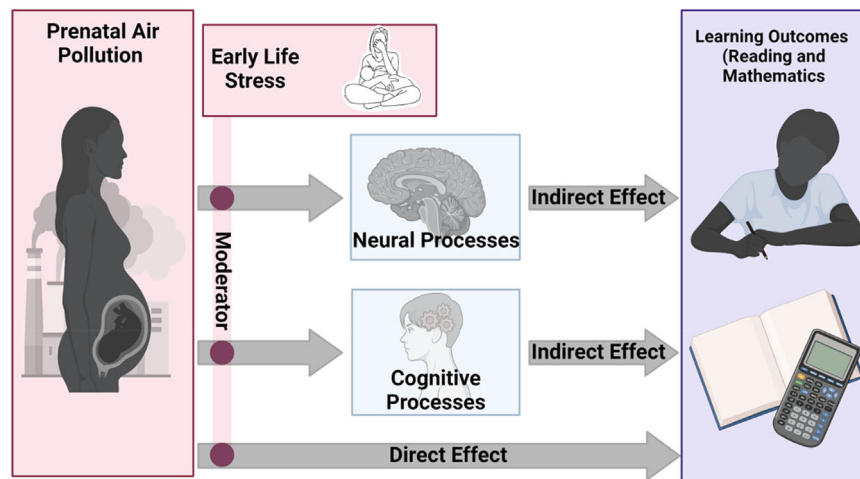 Prenatal Air
Pollution
Early Life
Stress
Learning Outcomes
(Reading and
Mathematics
Moderator
Neural Processes
Indirect Effect
Cognitive
Processes
Indirect Effect
Direct Effect